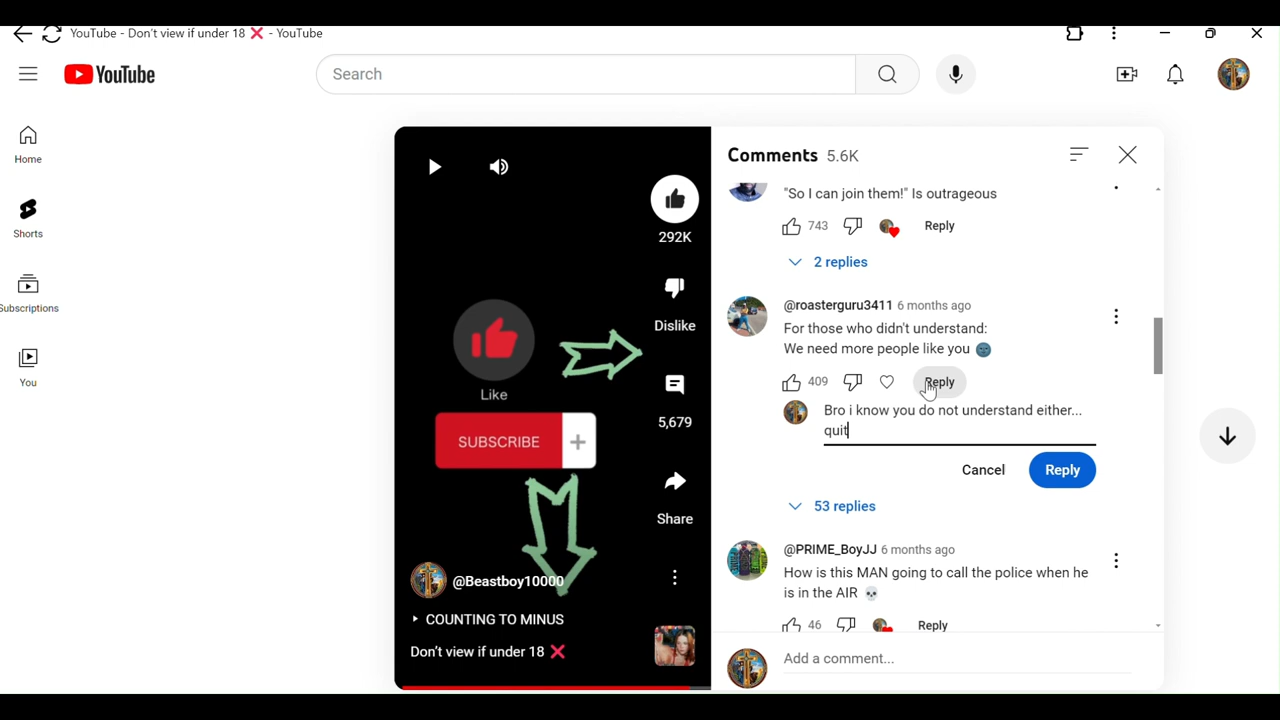 YouTube - Don't view if under 18 ❌ - YouTube
YouTube
Search
Home
Shorts
Subscriptions
You
292K
Dislike
5,679
Share
Like
SUBSCRIBE +
@Beastboy10000
COUNTING TO MINUS
Don't view if under 18 ❌
Comments 5.6K
"So I can join them!" Is outrageous
743 Reply
2 replies
@roasterguru3411 6 months ago
For those who didn't understand:
We need more people like you 🌚
409 Reply
Bro i know you do not understand either...
quit
Cancel Reply
53 replies
@PRIME_BoyJJ 6 months ago
How is this MAN going to call the police when he
is in the AIR 💀
46 Reply
Add a comment...